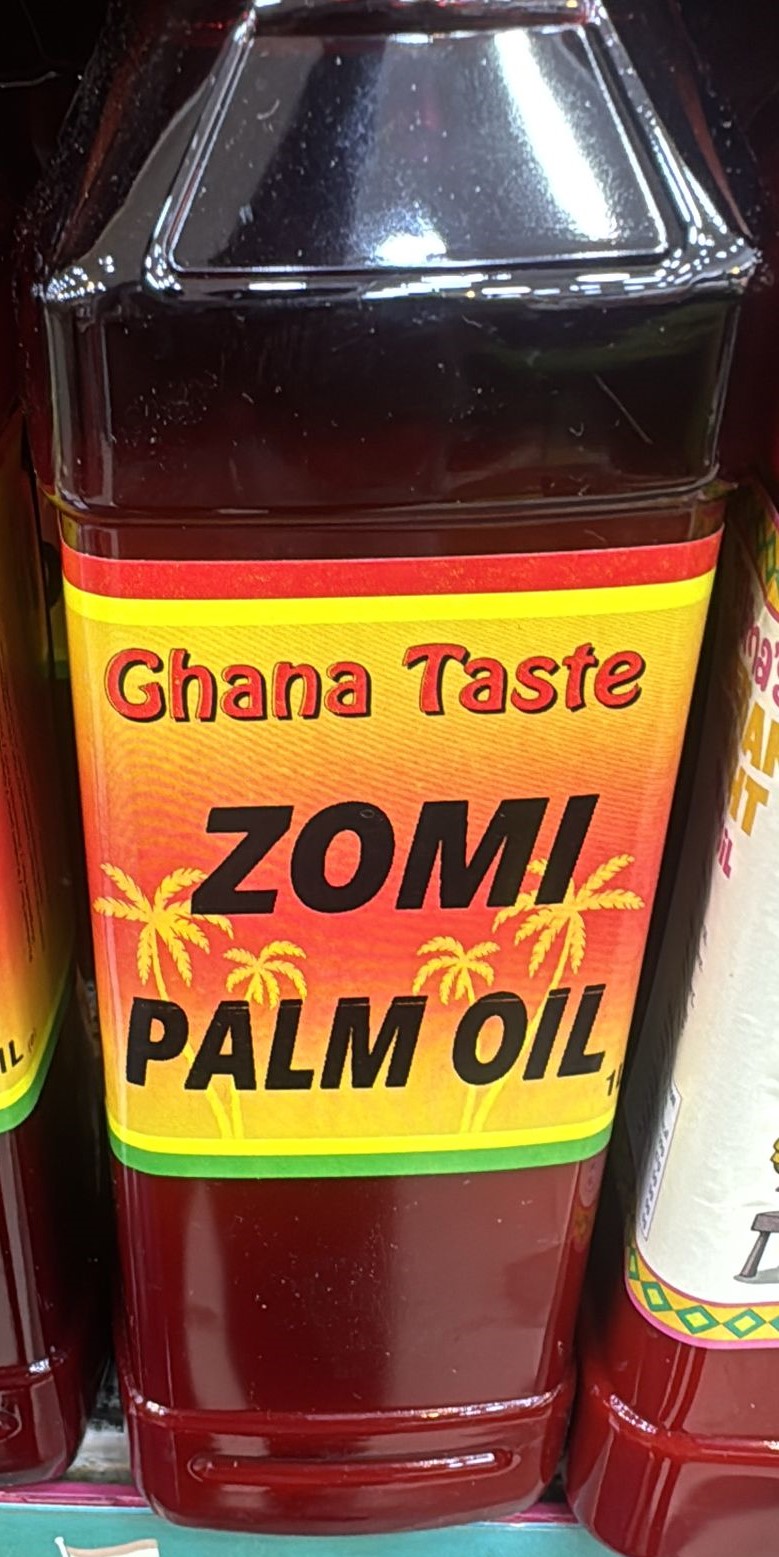 Ghana Taste
ZOMI
PALM OIL